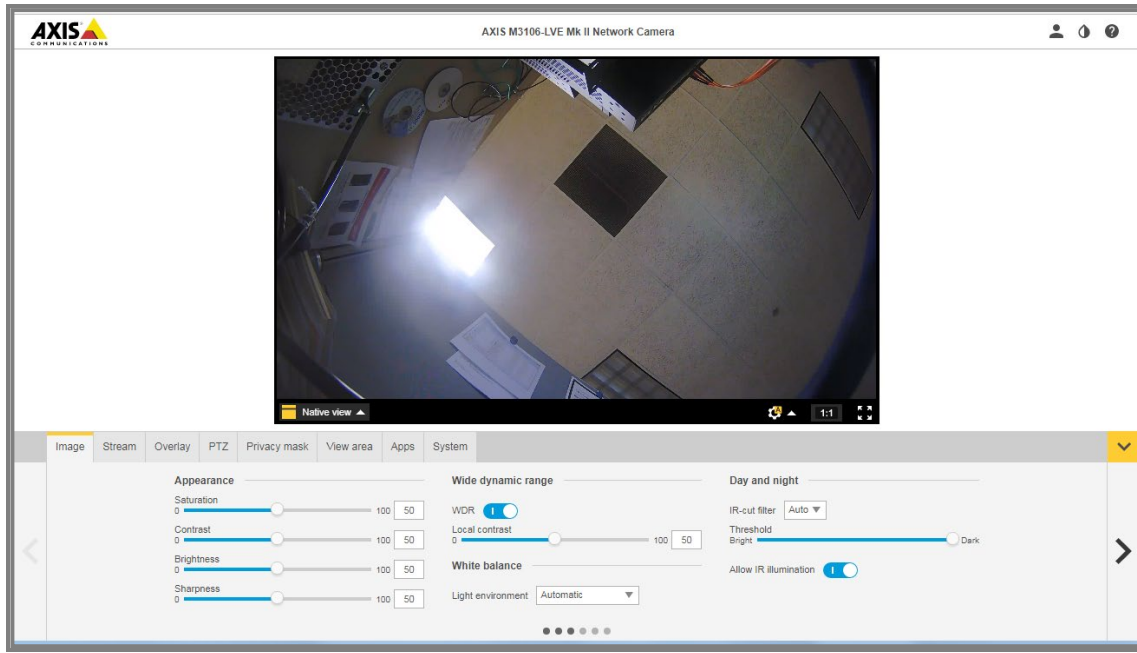 AXIS
COMMUNICATIONS
AXIS M3106-LVE Mk II Network Camera
Native view
1:1
Image Stream Overlay PTZ Privacy mask View area Apps System
Appearance
Saturation
0 100 50
Contrast
0 100 50
Brightness
0 100 50
Sharpness
0 100 50
Wide dynamic range
WDR
Local contrast
0 100 50
White balance
Light environment Automatic
Day and night
IR-cut filter Auto
Threshold
Bright Dark
Allow IR illumination